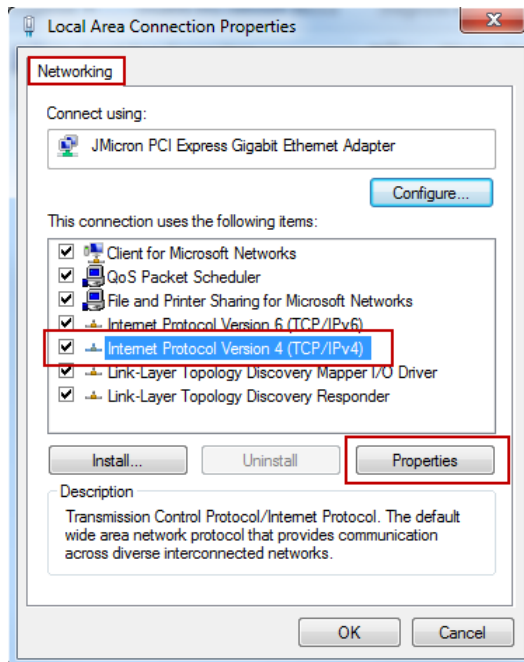 Local Area Connection Properties
Networking
Connect using:
JMicron PCI Express Gigabit Ethernet Adapter
Configure...
This connection uses the following items:
Client for Microsoft Networks
QoS Packet Scheduler
File and Printer Sharing for Microsoft Networks
Internet Protocol Version 6 (TCP/IPv6)
Internet Protocol Version 4 (TCP/IPv4)
Link-Layer Topology Discovery Mapper I/O Driver
Link-Layer Topology Discovery Responder
Install...
Uninstall
Properties
Description
Transmission Control Protocol/Internet Protocol. The default
wide area network protocol that provides communication
across diverse interconnected networks.
OK
Cancel